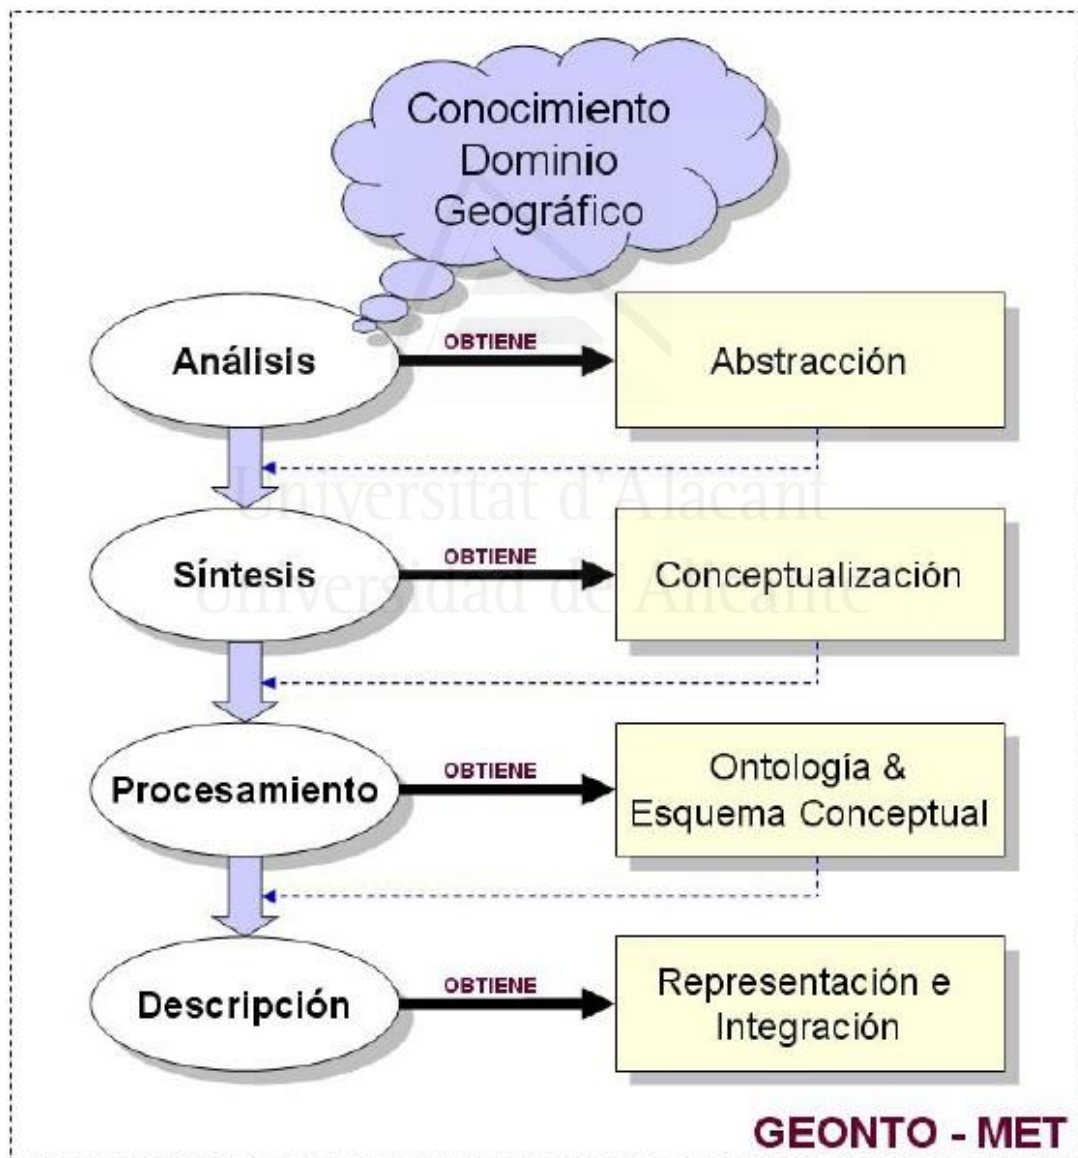 Conocimiento
Dominio
Geográfico
Análisis
OBTIENE
Abstracción
Universitat d'Alacant
Síntesis
OBTIENE
Conceptualización
Universidad de Alicante
Procesamiento
OBTIENE
Ontología &
Esquema Conceptual
Descripción
OBTIENE
Representación e
Integración
GEONTO - MET